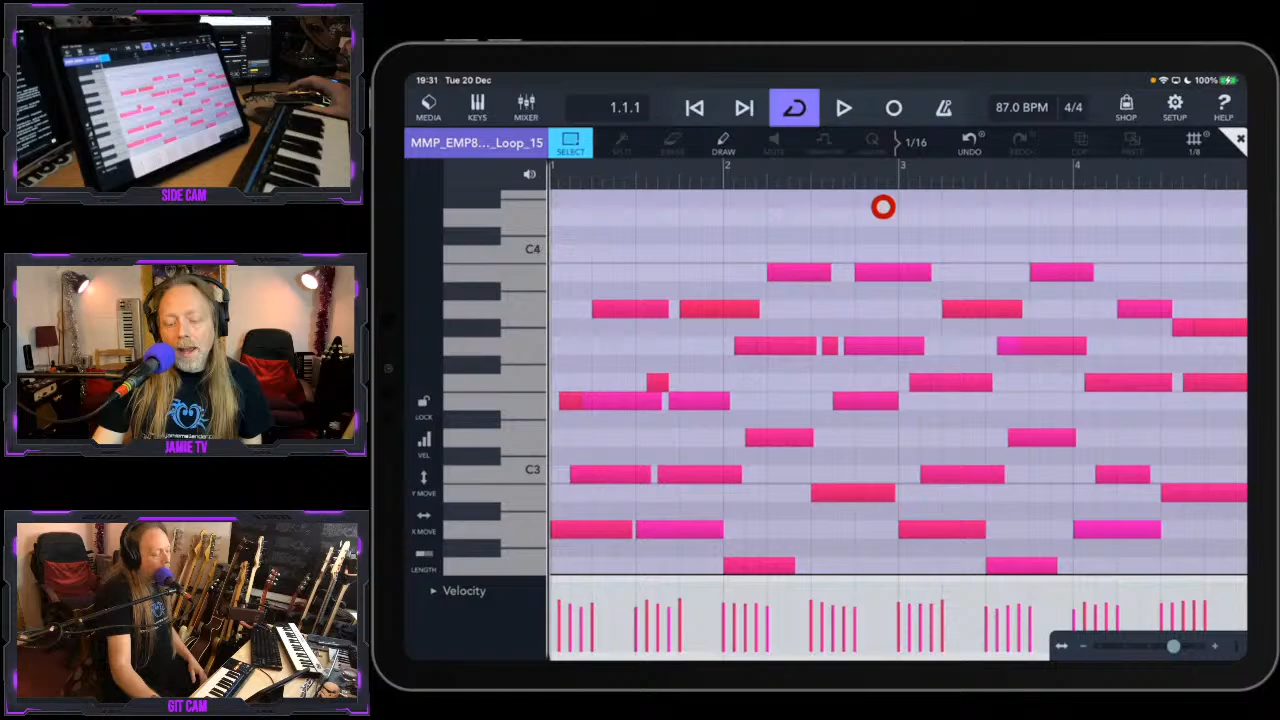 SIDE CAM
JAMIE TV
GIT CAM
19:31 Tue 20 Dec
100%
MEDIA
KEYS
MIXER
1.1.1
87.0 BPM
4/4
SHOP
SETUP
HELP
MMP_EMP8..._Loop_15
SELECT
DRAW
MUTE
1/16
UNDO
1/8
1
2
3
4
C4
C3
LOCK
VEL
Y MOVE
X MOVE
LENGTH
Velocity